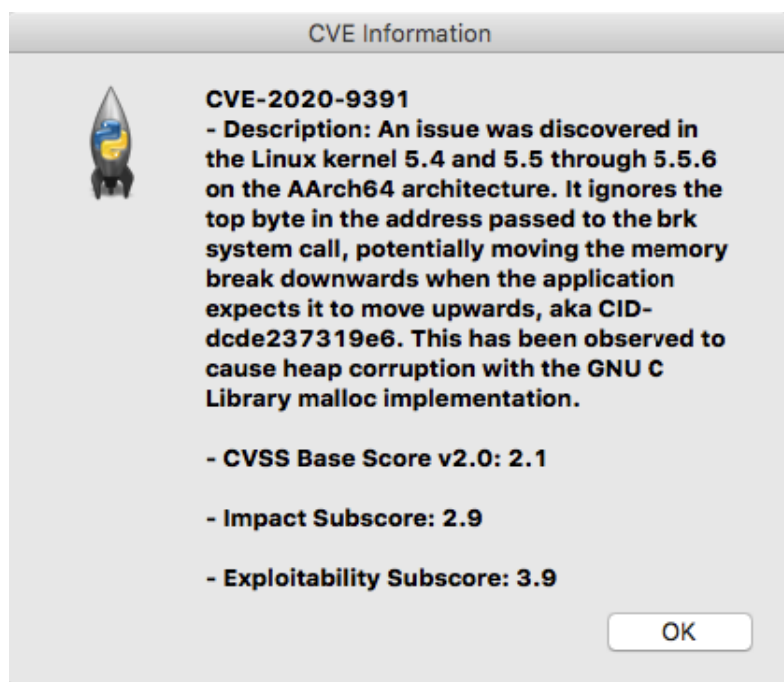 CVE Information
CVE-2020-9391
- Description: An issue was discovered in
the Linux kernel 5.4 and 5.5 through 5.5.6
on the AArch64 architecture. It ignores the
top byte in the address passed to the brk
system call, potentially moving the memory
break downwards when the application
expects it to move upwards, aka CID-
dcde237319e6. This has been observed to
cause heap corruption with the GNU C
Library malloc implementation.
- CVSS Base Score v2.0: 2.1
- Impact Subscore: 2.9
- Exploitability Subscore: 3.9
OK